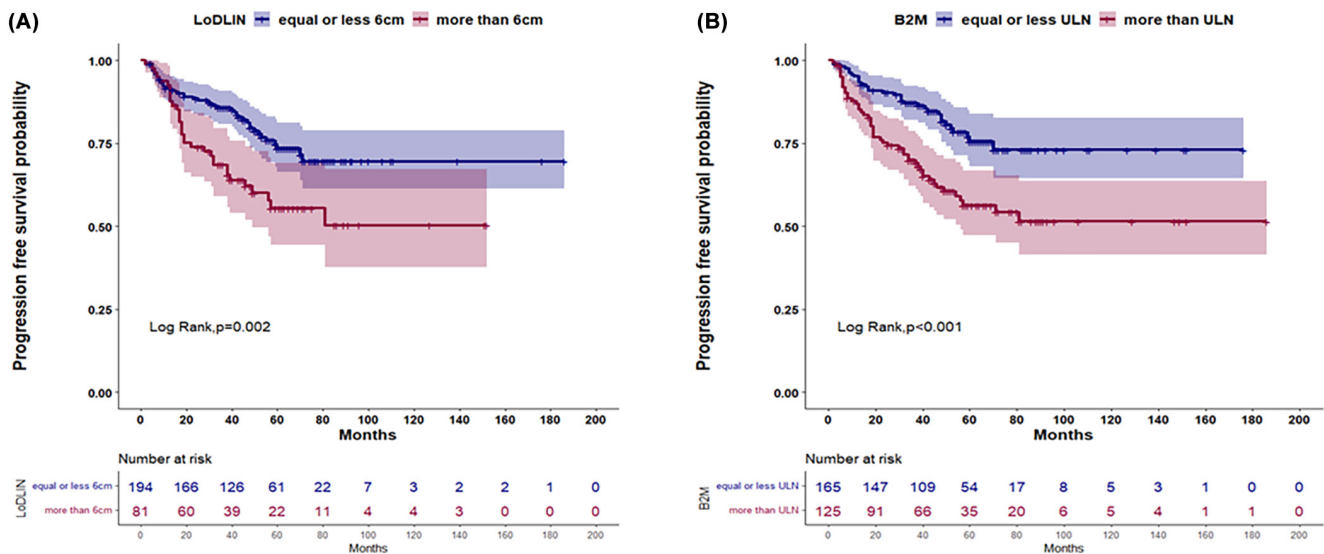 (A)
LoDLIN equal or less 6cm more than 6cm
Progression free survival probability
1.00
0.75
0.50
0.25
0.00
Log Rank,p=0.002
0 20 40 60 80 100 120 140 160 180 200
Months
Number at risk
LoDLIN
equal or less 6cm 194 166 126 61 22 7 3 2 2 1 0
more than 6cm 81 60 39 22 11 4 4 3 0 0 0
0 20 40 60 80 100 120 140 160 180 200
Months
(B)
B2M equal or less ULN more than ULN
Progression free survival probability
1.00
0.75
0.50
0.25
0.00
Log Rank,p<0.001
0 20 40 60 80 100 120 140 160 180 200
Months
Number at risk
B2M
equal or less ULN 165 147 109 54 17 8 5 3 1 0 0
more than ULN 125 91 66 35 20 6 5 4 1 1 0
0 20 40 60 80 100 120 140 160 180 200
Months